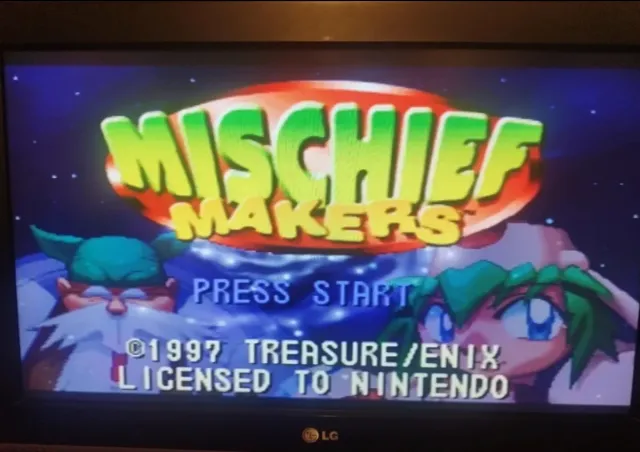 MISCHIEF
MAKERS
PRESS START
©1997 TREASURE/ENIX
LICENSED TO NINTENDO
LG